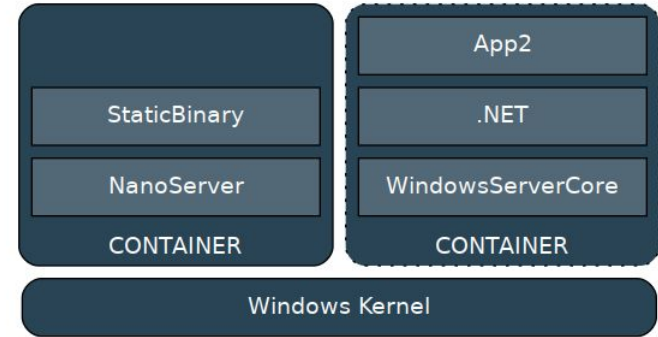 StaticBinary
NanoServer
CONTAINER
App2
.NET
WindowsServerCore
CONTAINER
Windows Kernel